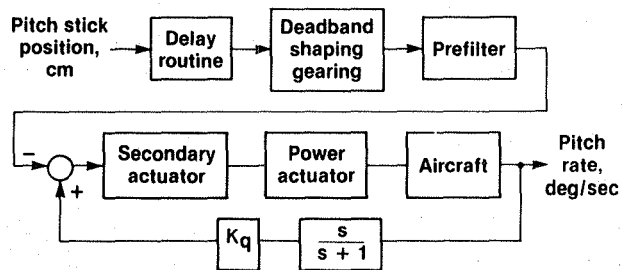 Pitch stick
position,
cm
Delay
routine
Deadband
shaping
gearing
Prefilter
−
+
Secondary
actuator
Power
actuator
Aircraft
Pitch
rate,
deg/sec
Kq
s
s + 1